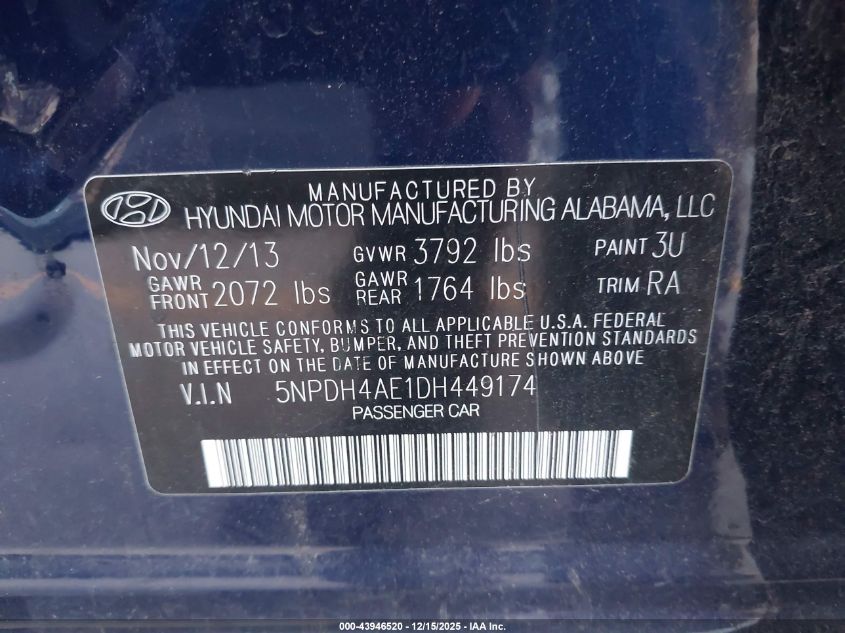 MANUFACTURED BY
HYUNDAI MOTOR MANUFACTURING ALABAMA, LLC
Nov/12/13 GVWR 3792 lbs PAINT 3U
GAWR FRONT 2072 lbs GAWR REAR 1764 lbs TRIM RA
THIS VEHICLE CONFORMS TO ALL APPLICABLE U.S.A. FEDERAL
MOTOR VEHICLE SAFETY, BUMPER, AND THEFT PREVENTION STANDARDS
IN EFFECT ON THE DATE OF MANUFACTURE SHOWN ABOVE
V.I.N 5NPDH4AE1DH449174
PASSENGER CAR
000-43946520 - 12/15/2025 - IAA Inc.